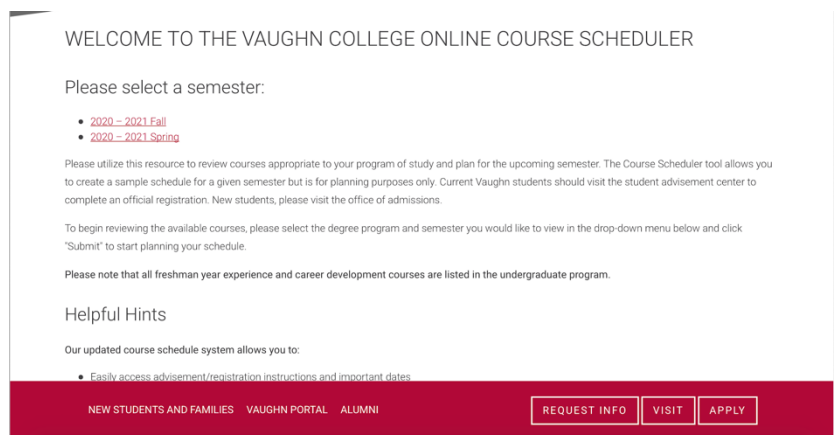 WELCOME TO THE VAUGHN COLLEGE ONLINE COURSE SCHEDULER
Please select a semester:
2020 – 2021 Fall
2020 – 2021 Spring
Please utilize this resource to review courses appropriate to your program of study and plan for the upcoming semester. The Course Scheduler tool allows you
to create a sample schedule for a given semester but is for planning purposes only. Current Vaughn students should visit the student advisement center to
complete an official registration. New students, please visit the office of admissions.
To begin reviewing the available courses, please select the degree program and semester you would like to view in the drop-down menu below and click
"Submit" to start planning your schedule.
Please note that all freshman year experience and career development courses are listed in the undergraduate program.
Helpful Hints
Our updated course schedule system allows you to:
Easily access advisement/registration instructions and important dates
NEW STUDENTS AND FAMILIES VAUGHN PORTAL ALUMNI REQUEST INFO VISIT APPLY